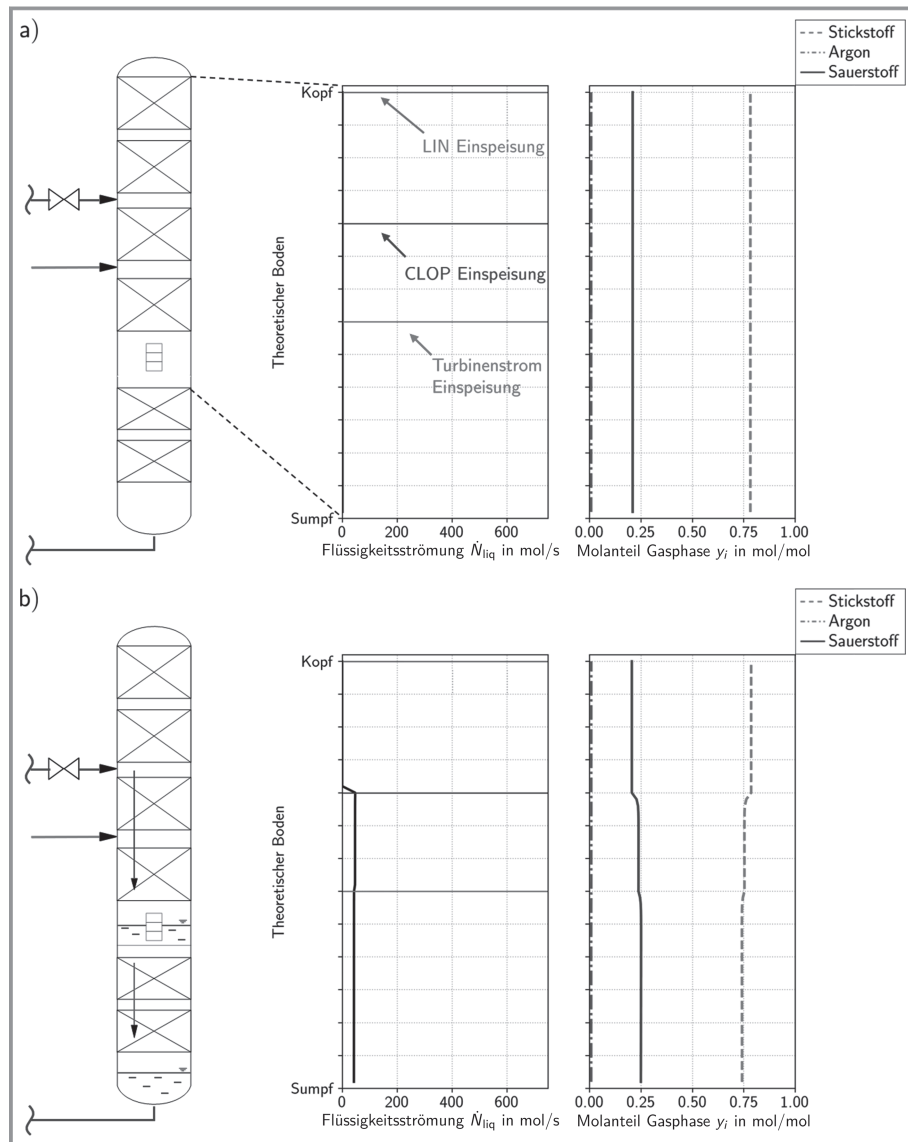 a)
Stickstoff
Argon
Sauerstoff
Kopf
LIN Einspeisung
CLOP Einspeisung
Turbinenstrom
Einspeisung
Theoretischer Boden
Sumpf
0 200 400 600
Flüssigkeitsströmung Ṅliq in mol/s
0.00 0.25 0.50 0.75 1.00
Molanteil Gasphase yi in mol/mol
b)
Stickstoff
Argon
Sauerstoff
Kopf
Theoretischer Boden
Sumpf
0 200 400 600
Flüssigkeitsströmung Ṅliq in mol/s
0.00 0.25 0.50 0.75 1.00
Molanteil Gasphase yi in mol/mol